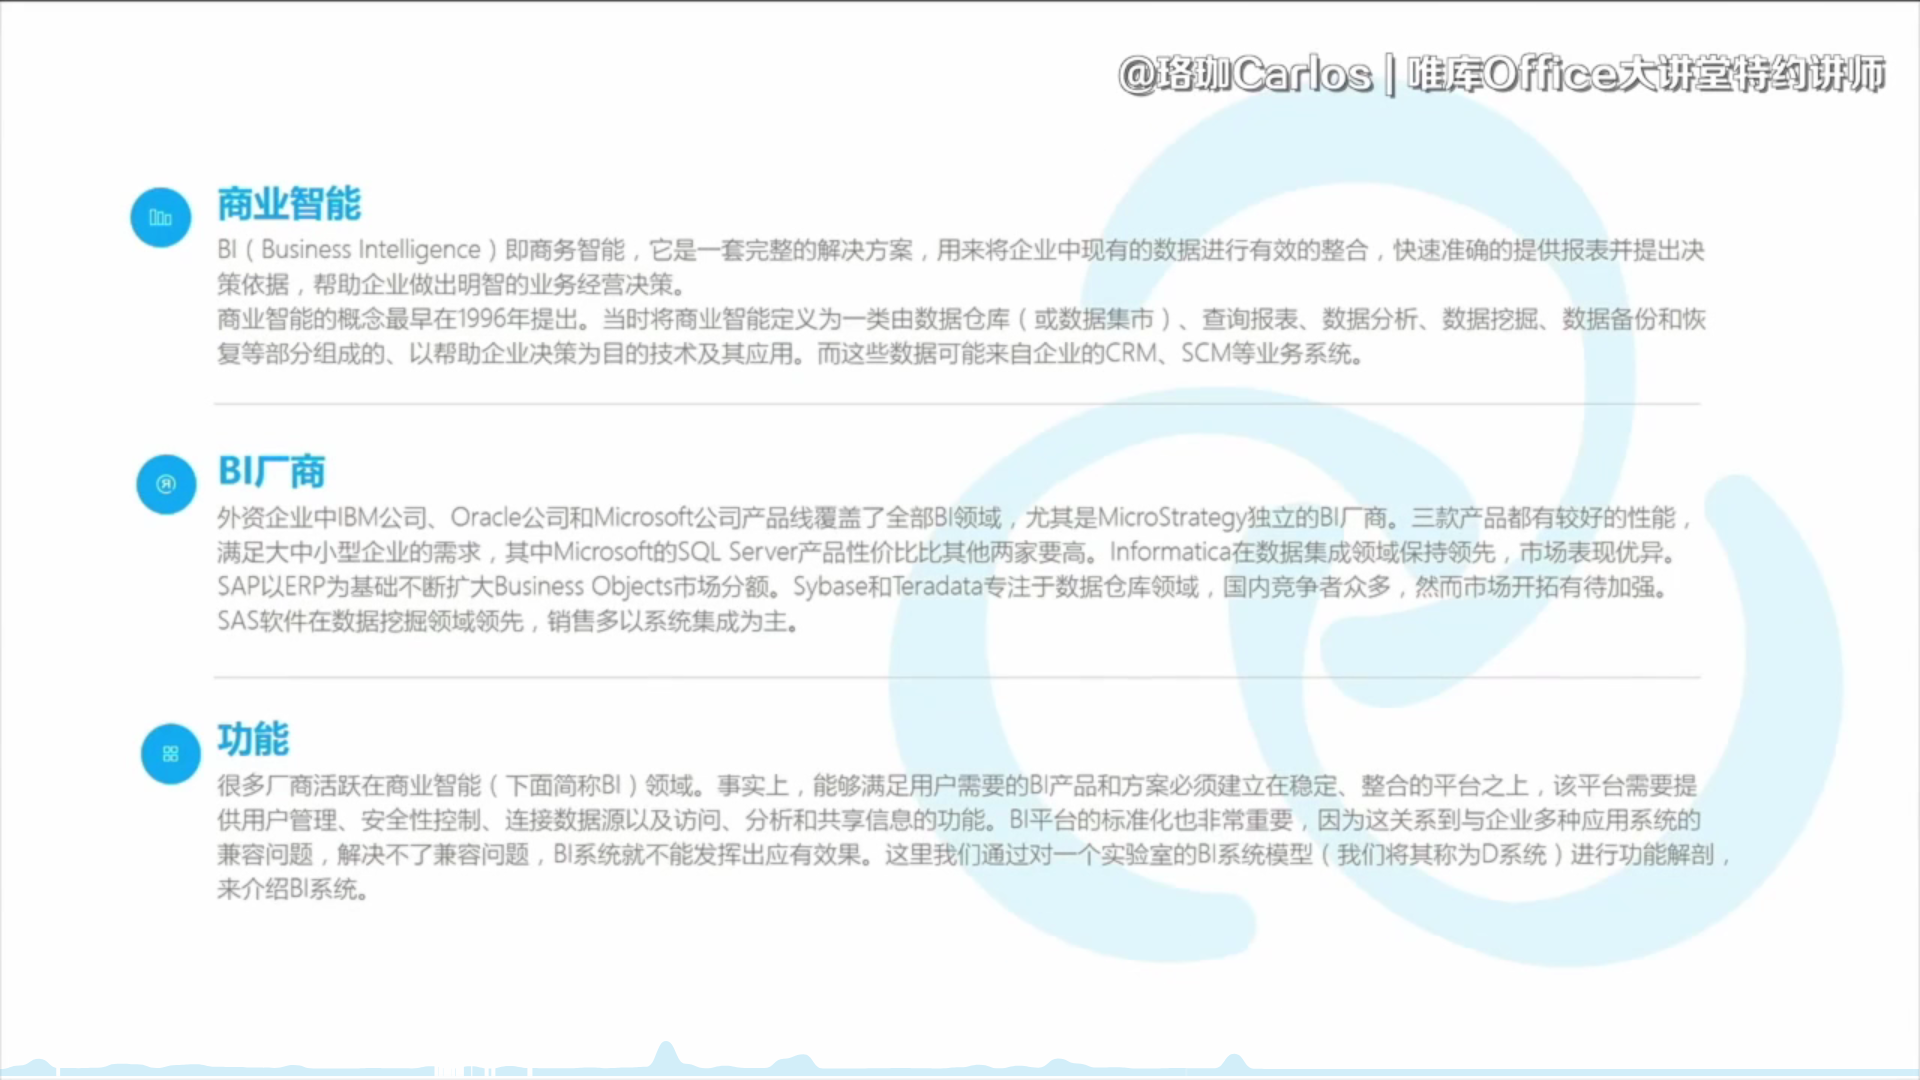 @珞珈Carlos | 唯库Office大讲堂特约讲师
商业智能
BI（Business Intelligence）即商务智能，它是一套完整的解决方案，用来将企业中现有的数据进行有效的整合，快速准确的提供报表并提出决
策依据，帮助企业做出明智的业务经营决策。
商业智能的概念最早在1996年提出。当时将商业智能定义为一类由数据仓库（或数据集市）、查询报表、数据分析、数据挖掘、数据备份和恢
复等部分组成的、以帮助企业决策为目的技术及其应用。而这些数据可能来自企业的CRM、SCM等业务系统。
BI厂商
外资企业中IBM公司、Oracle公司和Microsoft公司产品线覆盖了全部BI领域，尤其是MicroStrategy独立的BI厂商。三款产品都有较好的性能，
满足大中小型企业的需求，其中Microsoft的SQL Server产品性价比比其他两家要高。Informatica在数据集成领域保持领先，市场表现优异。
SAP以ERP为基础不断扩大Business Objects市场分额。Sybase和Teradata专注于数据仓库领域，国内竞争者众多，然而市场开拓有待加强。
SAS软件在数据挖掘领域领先，销售多以系统集成为主。
功能
很多厂商活跃在商业智能（下面简称BI）领域。事实上，能够满足用户需要的BI产品和方案必须建立在稳定、整合的平台之上，该平台需要提
供用户管理、安全性控制、连接数据源以及访问、分析和共享信息的功能。BI平台的标准化也非常重要，因为这关系到与企业多种应用系统的
兼容问题，解决不了兼容问题，BI系统就不能发挥出应有效果。这里我们通过对一个实验室的BI系统模型（我们将其称为D系统）进行功能解剖，
来介绍BI系统。